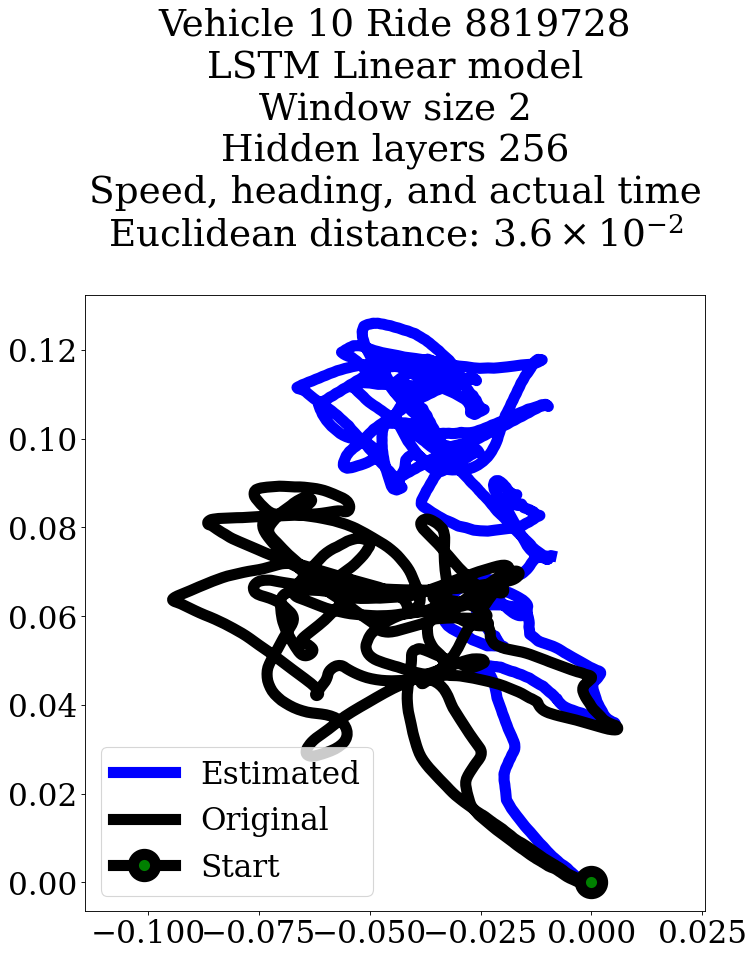 Vehicle 10 Ride 8819728
LSTM Linear model
Window size 2
Hidden layers 256
Speed, heading, and actual time
Euclidean distance: 3.6 × 10⁻²
0.12
0.10
0.08
0.06
0.04
0.02
0.00
Estimated
Original
Start
−0.100 −0.075 −0.050 −0.025 0.000 0.025